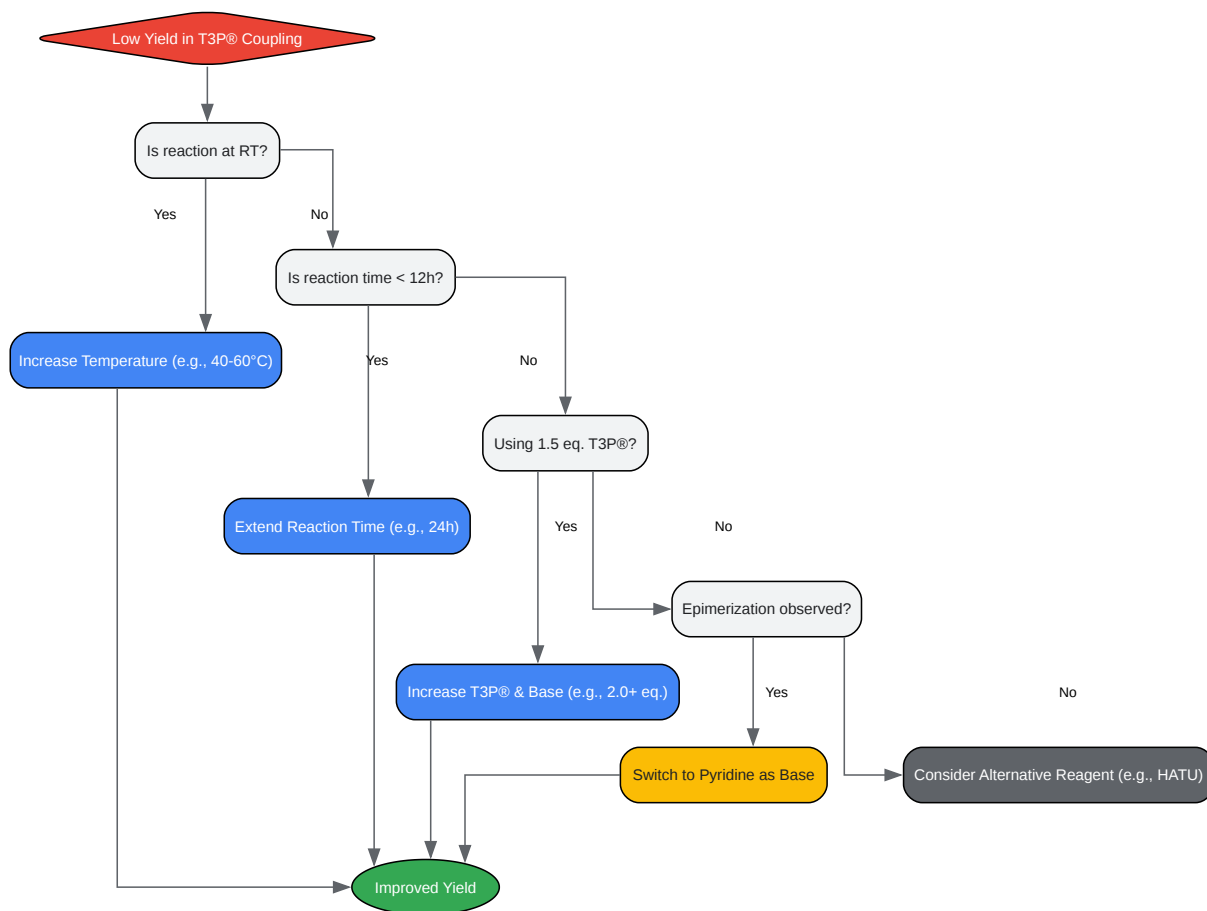 Low Yield in T3P® Coupling
Is reaction at RT?
Yes
No
Is reaction time < 12h?
Increase Temperature (e.g., 40-60°C)
Yes
No
Using 1.5 eq. T3P®?
Extend Reaction Time (e.g., 24h)
Yes
No
Epimerization observed?
Increase T3P® & Base (e.g., 2.0+ eq.)
Yes
No
Switch to Pyridine as Base
Consider Alternative Reagent (e.g., HATU)
Improved Yield